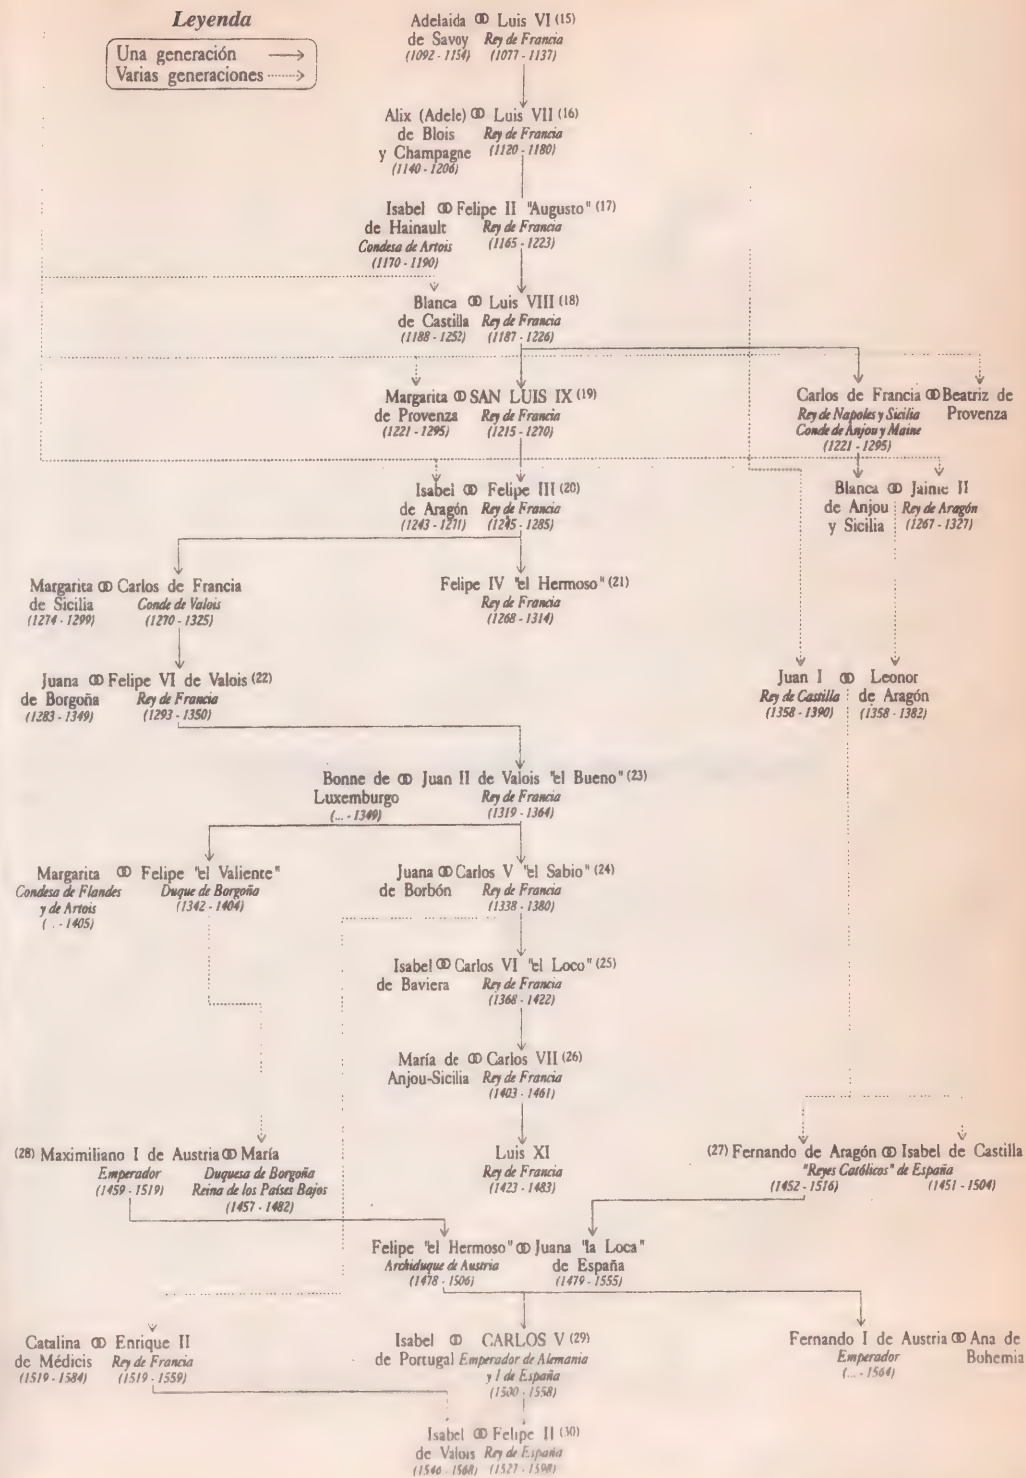 Leyenda
Una generación
Varias generaciones
Adelaida ⚭ Luis VI (15)
de Savoy Rey de Francia
(1092 - 1154) (1077 - 1137)
Alix (Adele) ⚭ Luis VII (16)
de Blois Rey de Francia
y Champagne (1120 - 1180)
(1140 - 1206)
Isabel ⚭ Felipe II "Augusto" (17)
de Hainault Rey de Francia
Condesa de Artois (1165 - 1223)
(1170 - 1190)
Blanca ⚭ Luis VIII (18)
de Castilla Rey de Francia
(1188 - 1252) (1187 - 1226)
Margarita ⚭ SAN LUIS IX (19)
de Provenza Rey de Francia
(1221 - 1295) (1215 - 1270)
Carlos de Francia ⚭ Beatriz de
Rey de Napoles y Sicilia Provenza
Conde de Anjou y Maine
(1221 - 1295)
Isabel ⚭ Felipe III (20)
de Aragón Rey de Francia
(1243 - 1271) (1245 - 1285)
Blanca ⚭ Jaime II
de Anjou Rey de Aragón
y Sicilia (1267 - 1327)
Margarita ⚭ Carlos de Francia
de Sicilia Conde de Valois
(1274 - 1299) (1270 - 1325)
Felipe IV "el Hermoso" (21)
Rey de Francia
(1268 - 1314)
Juana ⚭ Felipe VI de Valois (22)
de Borgoña Rey de Francia
(1283 - 1349) (1293 - 1350)
Juan I ⚭ Leonor
Rey de Castilla de Aragón
(1358 - 1390) (1358 - 1382)
Bonne de ⚭ Juan II de Valois "el Bueno" (23)
Luxemburgo Rey de Francia
(... - 1349) (1319 - 1364)
Margarita ⚭ Felipe "el Valiente"
Condesa de Flandes Duque de Borgoña
y de Artois (1342 - 1404)
( . . - 1405)
Juana ⚭ Carlos V "el Sabio" (24)
de Borbón Rey de Francia
(1338 - 1380)
Isabel ⚭ Carlos VI "el Loco" (25)
de Baviera Rey de Francia
(1368 - 1422)
María de ⚭ Carlos VII (26)
Anjou-Sicilia Rey de Francia
(1403 - 1461)
(28) Maximiliano I de Austria ⚭ María
Emperador Duquesa de Borgoña
(1459 - 1519) Reina de los Países Bajos
(1457 - 1482)
Luis XI
Rey de Francia
(1423 - 1483)
(27) Fernando de Aragón ⚭ Isabel de Castilla
"Reyes Católicos" de España
(1452 - 1516) (1451 - 1504)
Felipe "el Hermoso" ⚭ Juana "la Loca"
Archiduque de Austria de España
(1478 - 1506) (1479 - 1555)
Catalina ⚭ Enrique II
de Médicis Rey de Francia
(1519 - 1584) (1519 - 1559)
Isabel ⚭ CARLOS V (29)
de Portugal Emperador de Alemania
y I de España
(1500 - 1558)
Fernando I de Austria ⚭ Ana de
Emperador Bohemia
(... - 1564)
Isabel ⚭ Felipe II (30)
de Valois Rey de España
(1546 - 1568) (1527 - 1598)